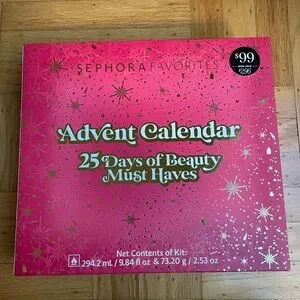 SEPHORA FAVORITES
$99
Advent Calendar
25 Days of Beauty
Must Haves
Net Contents of Kit:
294.2 mL / 9.84 fl oz & 73.20 g / 2.53 oz